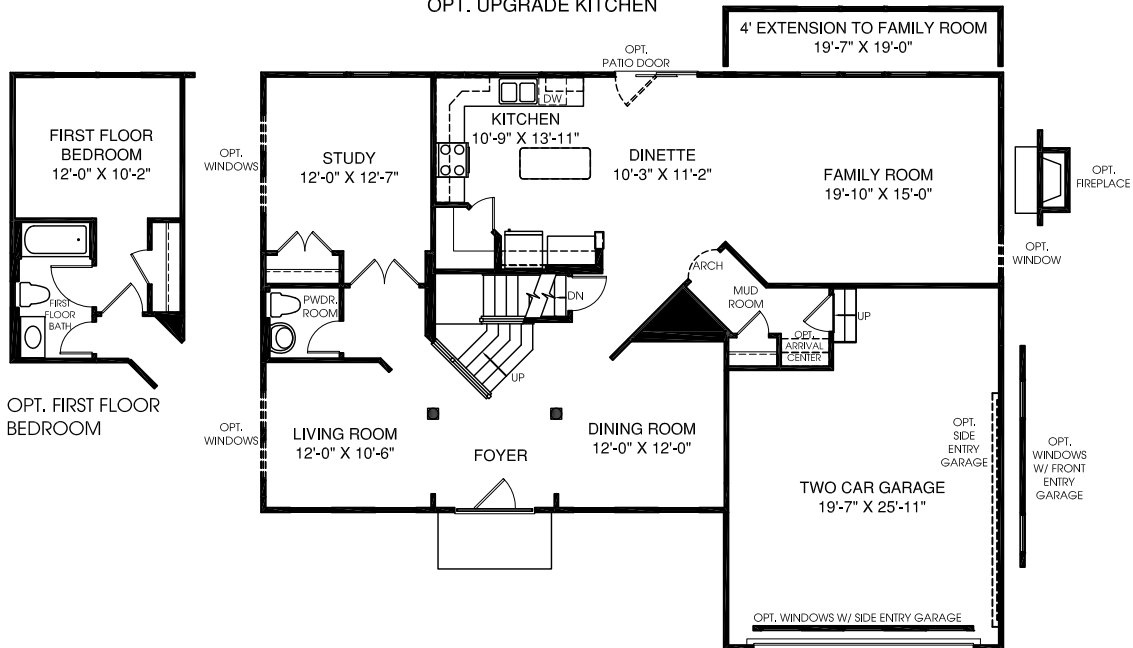 OPT. UPGRADE KITCHEN
4' EXTENSION TO FAMILY ROOM
19'-7" X 19'-0"
OPT.
PATIO DOOR
FIRST FLOOR
BEDROOM
12'-0" X 10'-2"
FIRST
FLOOR
BATH
OPT. FIRST FLOOR
BEDROOM
OPT.
WINDOWS
STUDY
12'-0" X 12'-7"
DW
KITCHEN
10'-9" X 13'-11"
DINETTE
10'-3" X 11'-2"
FAMILY ROOM
19'-10" X 15'-0"
OPT.
FIREPLACE
OPT.
WINDOW
ARCH
MUD
ROOM
DN
PWDR.
ROOM
UP
OPT.
ARRIVAL
CENTER
UP
OPT.
WINDOWS
LIVING ROOM
12'-0" X 10'-6"
FOYER
DINING ROOM
12'-0" X 12'-0"
OPT.
SIDE
ENTRY
GARAGE
OPT.
WINDOWS
W/ FRONT
ENTRY
GARAGE
TWO CAR GARAGE
19'-7" X 25'-11"
OPT. WINDOWS W/ SIDE ENTRY GARAGE